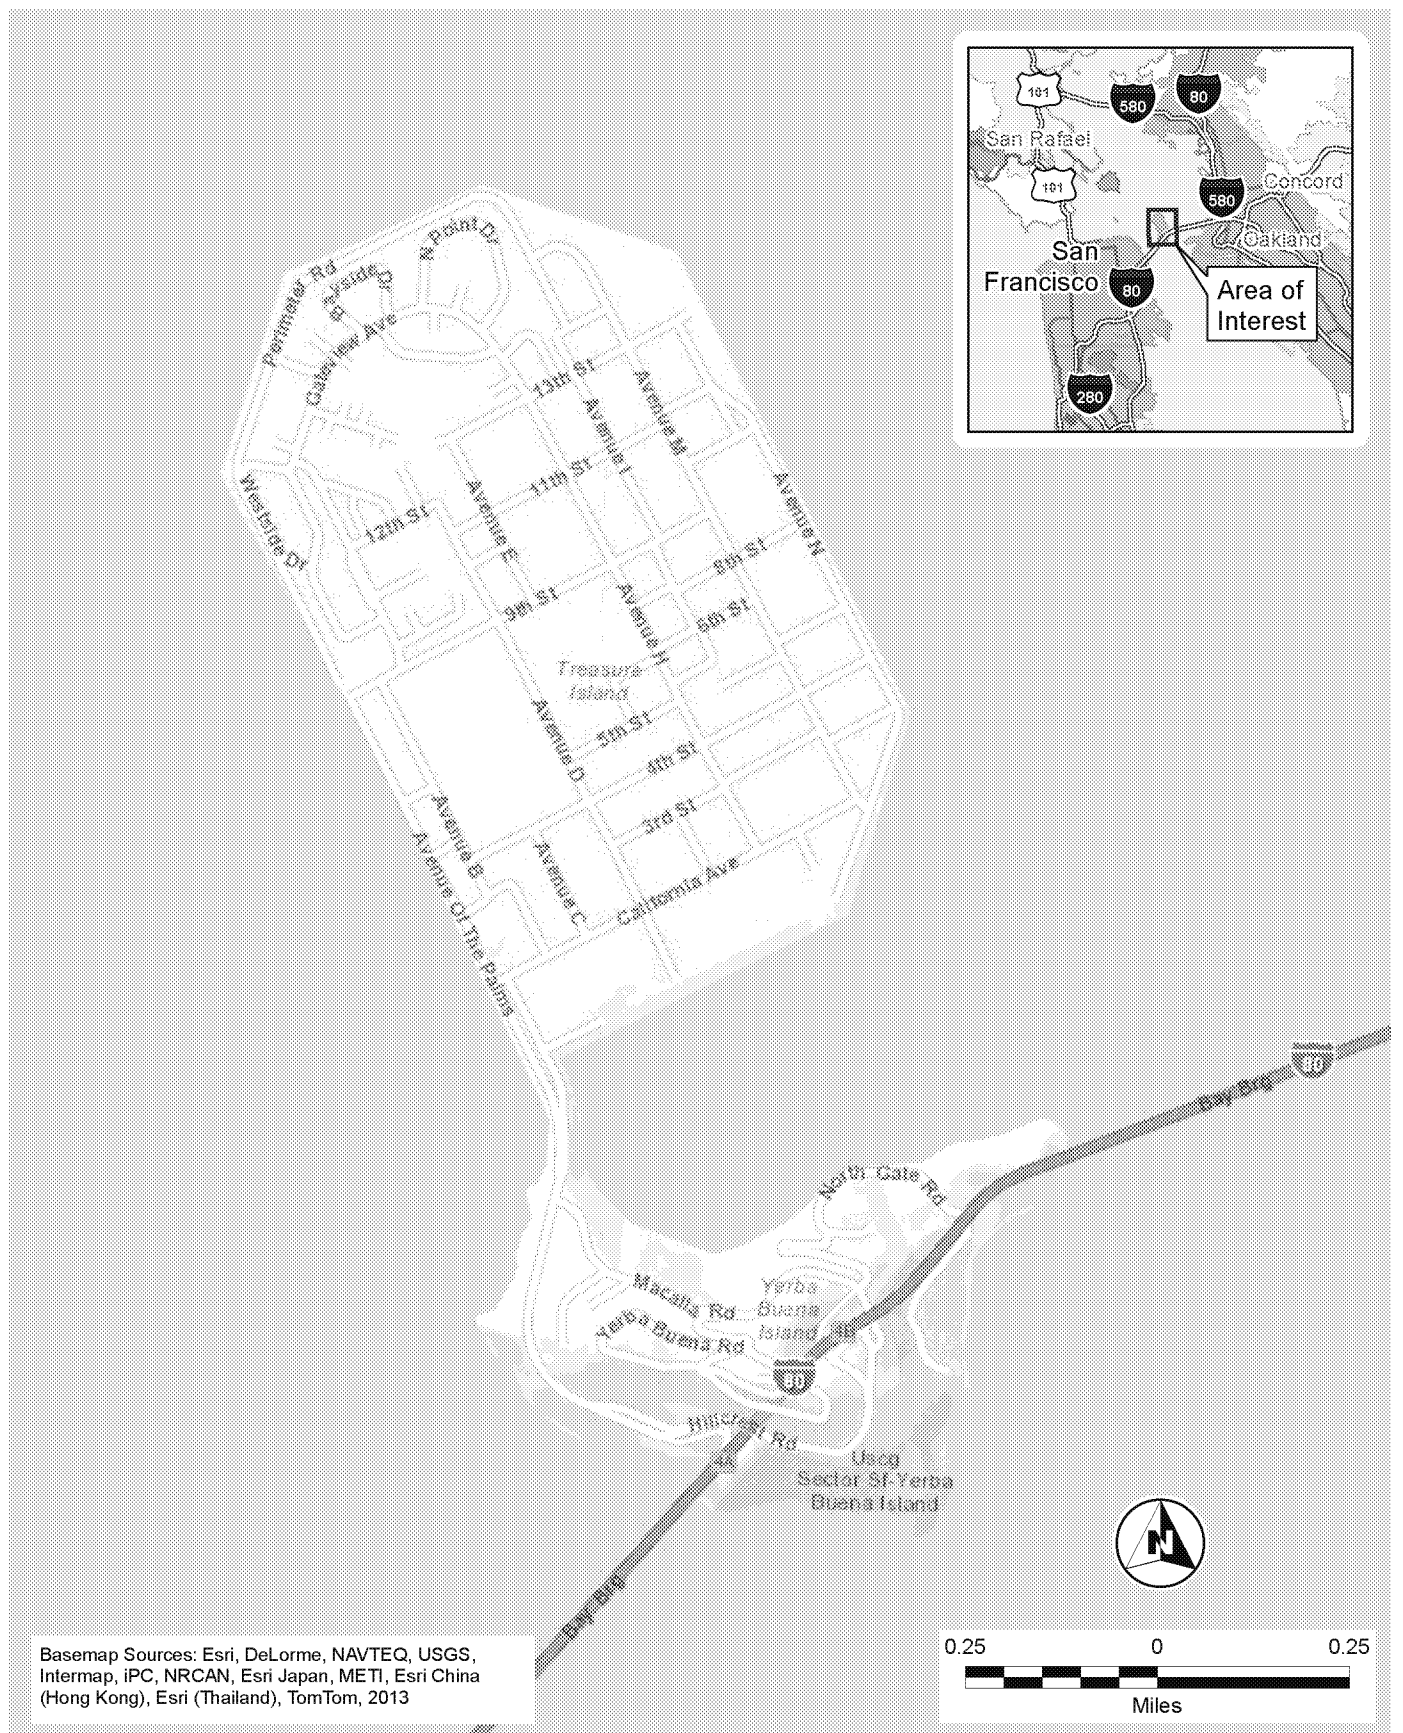 101
580
80
San Rafael
101
580
Concord
Oakland
San
Francisco
80
Area of
Interest
280
N Point Dr
Perimeter Rd
Bayside Dr
Gateview Ave
13th St
Avenue M
Avenue I
11th St
Avenue N
Westside Dr
12th St
Avenue E
8th St
9th St
Avenue H
6th St
Treasure
Island
Avenue D
5th St
4th St
3rd St
Avenue B
Avenue C
California Ave
Avenue Of The Palms
80
Bay Brg
North Gate Rd
Macalla Rd
Yerba
Buena
Island
Yerba Buena Rd
4B
80
Hillcrest Rd
4A
Uscg
Sector Sf-Yerba
Buena Island
N
Bay Brg
Basemap Sources: Esri, DeLorme, NAVTEQ, USGS,
Intermap, iPC, NRCAN, Esri Japan, METI, Esri China
(Hong Kong), Esri (Thailand), TomTom, 2013
0.25 0 0.25
Miles